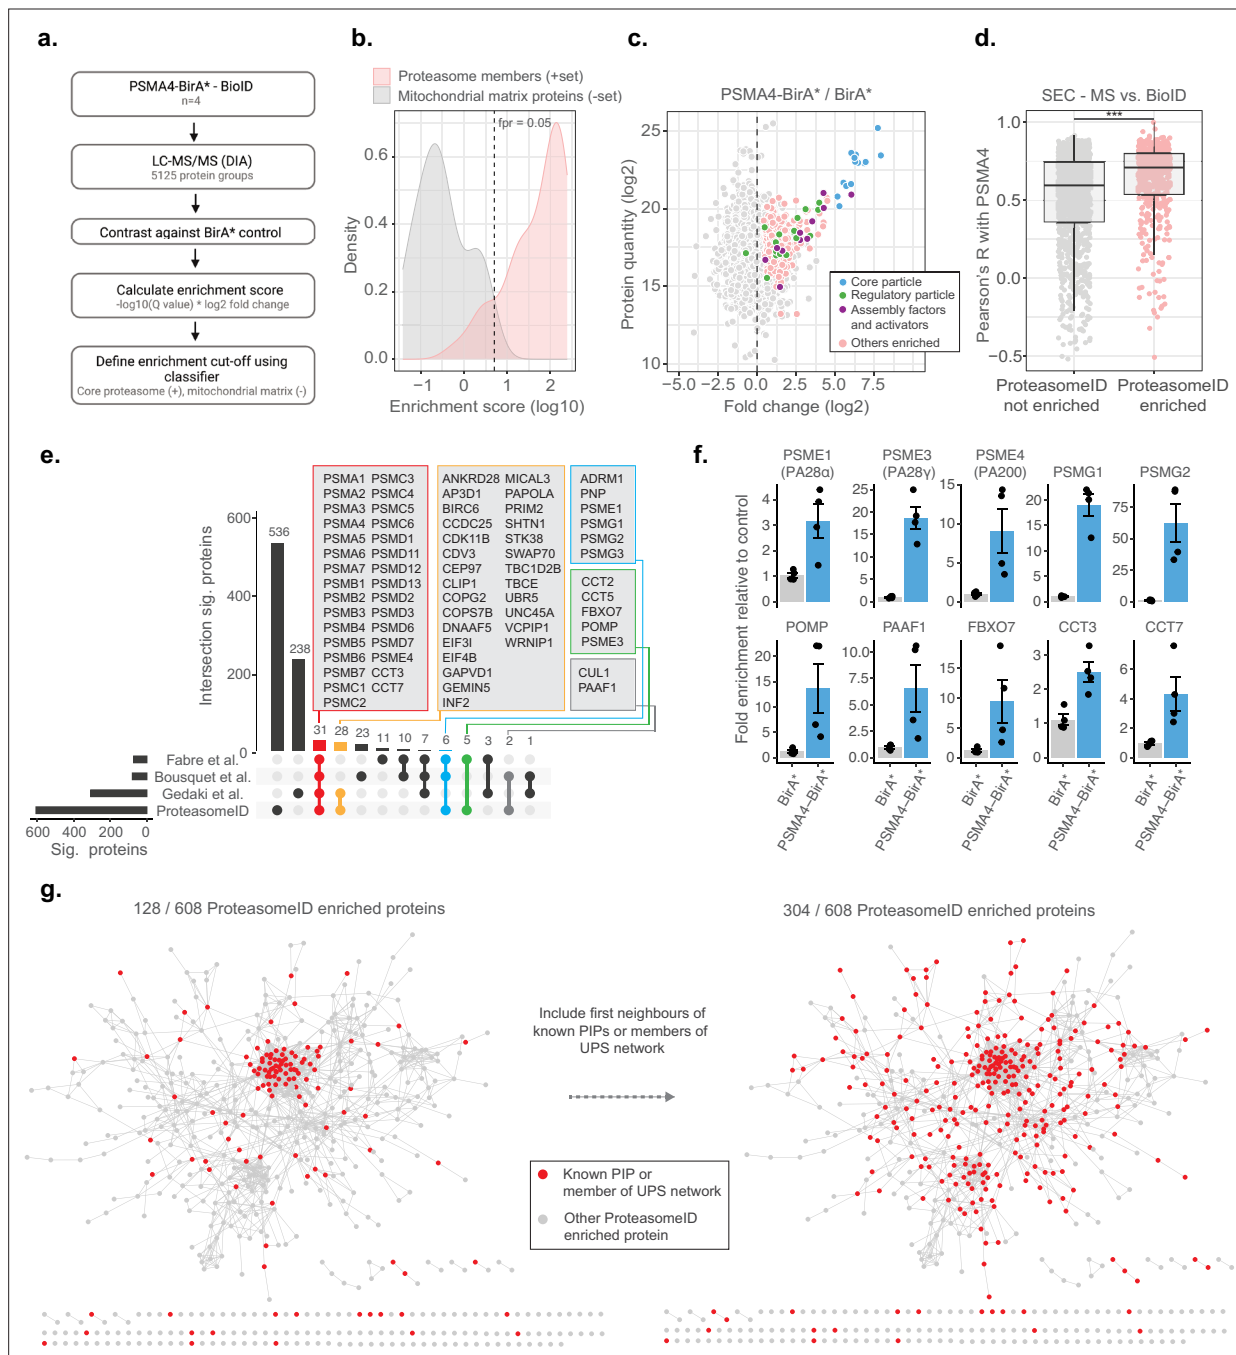 a.
PSMA4-BirA* - BioID
n=4
LC-MS/MS (DIA)
5125 protein groups
Contrast against BirA* control
Calculate enrichment score
-log10(Q value) * log2 fold change
Define enrichment cut-off using
classifier
Core proteasome (+), mitochondrial matrix (-)
b.
Proteasome members (+set)
Mitochondrial matrix proteins (-set)
fpr = 0.05
Density
0.6
0.4
0.2
0.0
−1 0 1 2
Enrichment score (log10)
c.
PSMA4-BirA* / BirA*
Protein quantity (log2)
25
20
15
10
−5.0 −2.5 0.0 2.5 5.0 7.5
Fold change (log2)
Core particle
Regulatory particle
Assembly factors
and activators
Others enriched
d.
SEC - MS vs. BioID
***
Pearson's R with PSMA4
1.0
0.5
0.0
−0.5
ProteasomeID
not enriched
ProteasomeID
enriched
e.
Intersection sig. proteins
600
400
200
0
536
238
31 28 23 11 10 7 6 5 3 2 1
PSMA1 PSMC3
PSMA2 PSMC4
PSMA3 PSMC5
PSMA4 PSMC6
PSMA5 PSMD1
PSMA6 PSMD11
PSMA7 PSMD12
PSMB1 PSMD13
PSMB2 PSMD2
PSMB3 PSMD3
PSMB4 PSMD6
PSMB5 PSMD7
PSMB6 PSME4
PSMB7 CCT3
PSMC1 CCT7
PSMC2
ANKRD28 MICAL3
AP3D1 PAPOLA
BIRC6 PRIM2
CCDC25 SHTN1
CDK11B STK38
CDV3 SWAP70
CEP97 TBC1D2B
CLIP1 TBCE
COPG2 UBR5
COPS7B UNC45A
DNAAF5 VCPIP1
EIF3I WRNIP1
EIF4B
GAPVD1
GEMIN5
INF2
ADRM1
PNP
PSME1
PSMG1
PSMG2
PSMG3
CCT2
CCT5
FBXO7
POMP
PSME3
CUL1
PAAF1
Fabre et al.
Bousquet et al.
Gedaki et al.
ProteasomeID
600 400 200 0
Sig. proteins
f.
Fold enrichment relative to control
PSME1
(PA28α)
4
3
2
1
0
PSME3
(PA28γ)
25
20
15
10
5
0
PSME4
(PA200)
15
10
5
0
PSMG1
20
15
10
5
0
PSMG2
75
50
25
0
POMP
20
15
10
5
0
PAAF1
10.0
7.5
5.0
2.5
0.0
FBXO7
20
15
10
5
0
CCT3
3
2
1
0
CCT7
8
6
4
2
0
BirA*
PSMA4–BirA*
BirA*
PSMA4–BirA*
BirA*
PSMA4–BirA*
BirA*
PSMA4–BirA*
BirA*
PSMA4–BirA*
g.
128 / 608 ProteasomeID enriched proteins
304 / 608 ProteasomeID enriched proteins
Include first neighbours of
known PIPs or members of
UPS network
Known PIP or
member of UPS network
Other ProteasomeID
enriched protein